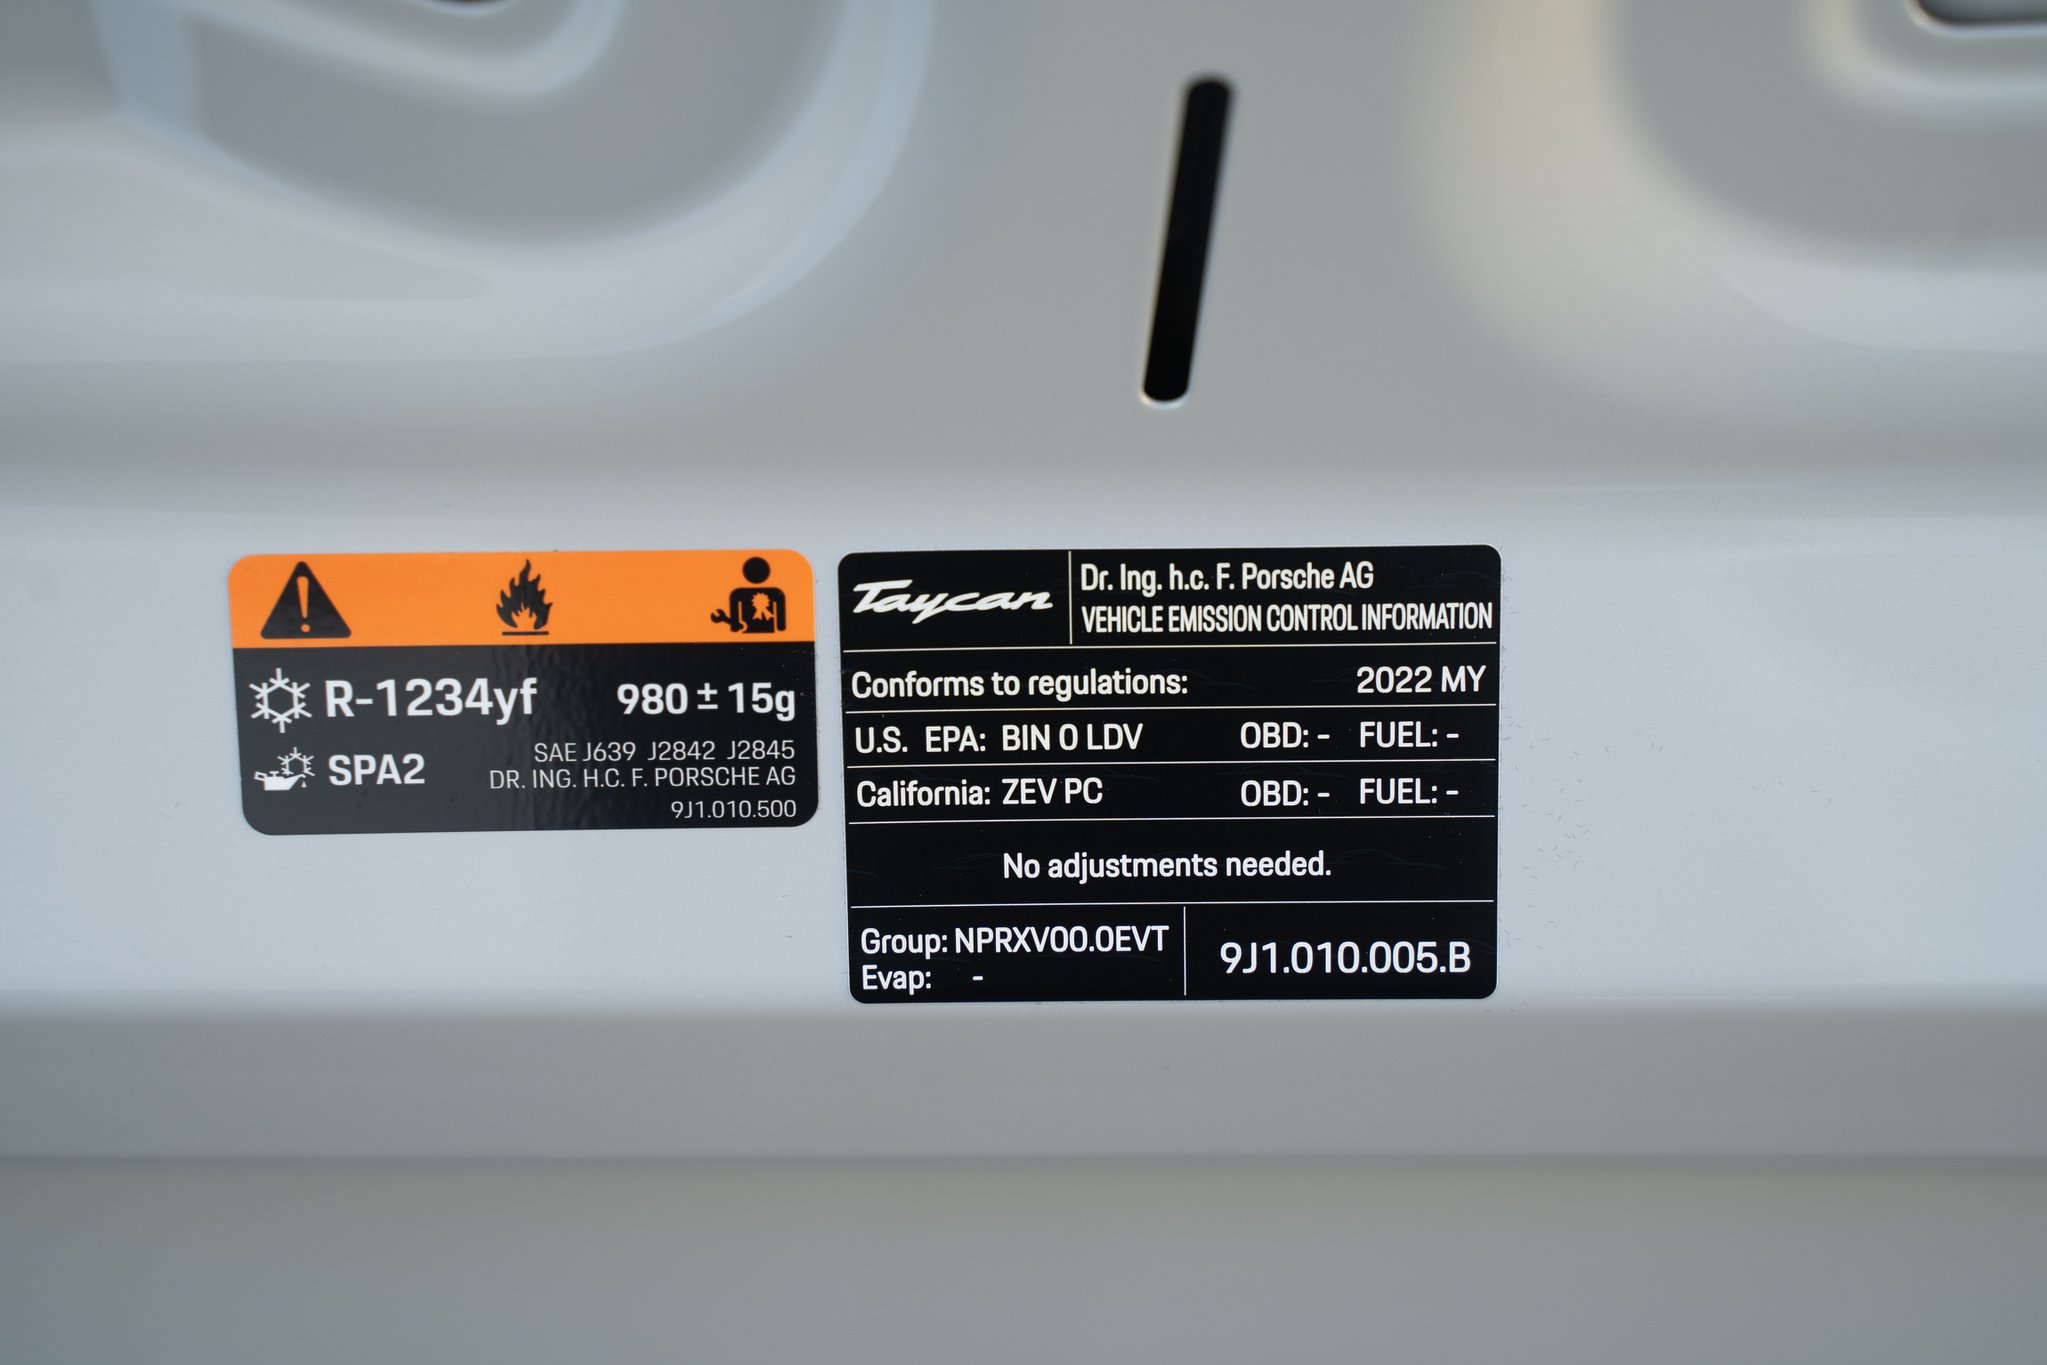 R-1234yf 980 ± 15g
SPA2
SAE J639 J2842 J2845
DR. ING. H.C. F. PORSCHE AG
9J1.010.500
Taycan
Dr. Ing. h.c. F. Porsche AG
VEHICLE EMISSION CONTROL INFORMATION
Conforms to regulations: 2022 MY
U.S. EPA: BIN 0 LDV OBD: - FUEL: -
California: ZEV PC OBD: - FUEL: -
No adjustments needed.
Group: NPRXV00.0EVT
Evap: -
9J1.010.005.B